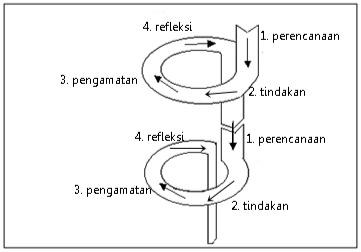 4. refleksi
1. perencanaan
3. pengamatan
2. tindakan
4. refleksi
1. perencanaan
3. pengamatan
2. tindakan